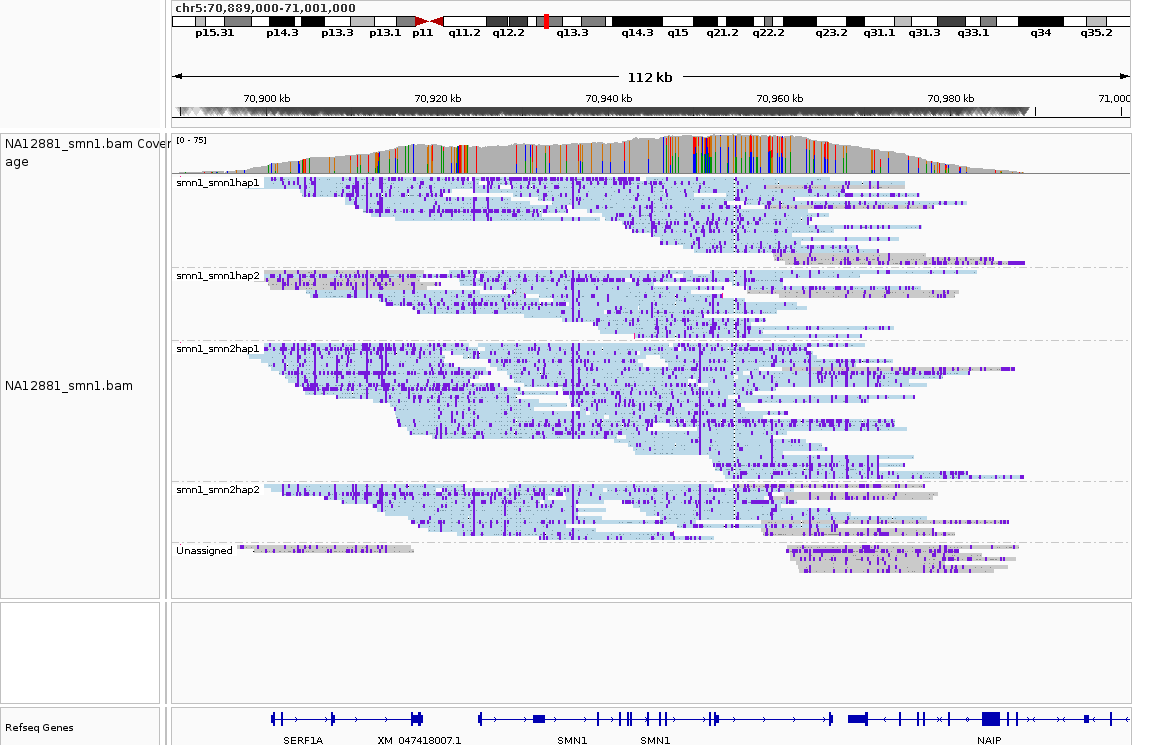 chr5:70,889,000-71,001,000
p15.31 p14.3 p13.3 p13.1 p11 q11.2 q12.2 q13.3 q14.3 q15 q21.2 q22.2 q23.2 q31.1 q31.3 q33.1 q34 q35.2
112 kb
70,900 kb 70,920 kb 70,940 kb 70,960 kb 70,980 kb 71,000
NA12881_smn1.bam Cover
age
[0 - 75]
smn1_smn1hap1
smn1_smn1hap2
smn1_smn2hap1
NA12881_smn1.bam
smn1_smn2hap2
Unassigned
Refseq Genes
SERF1A XM_047418007.1 SMN1 SMN1 NAIP